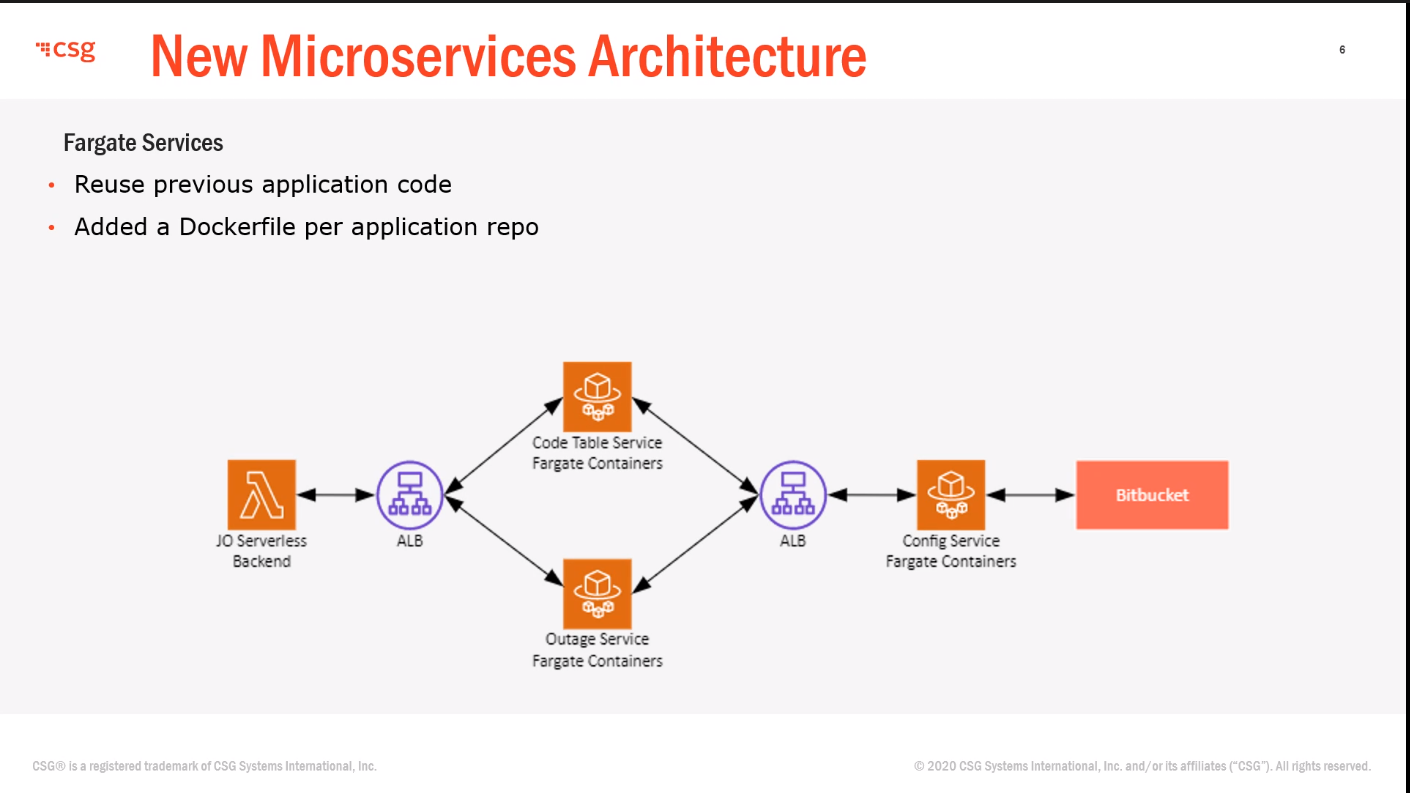 csg
New Microservices Architecture
6
Fargate Services
• Reuse previous application code
• Added a Dockerfile per application repo
Code Table Service
Fargate Containers
JO Serverless
Backend
ALB
ALB
Config Service
Fargate Containers
Bitbucket
Outage Service
Fargate Containers
CSG® is a registered trademark of CSG Systems International, Inc.
© 2020 CSG Systems International, Inc. and/or its affiliates (“CSG”). All rights reserved.